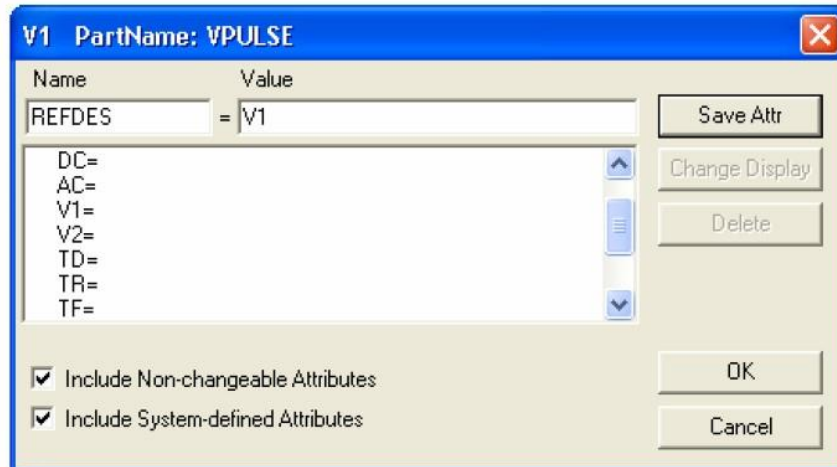 V1 PartName: VPULSE
Name Value
REFDES = V1
Save Attr
DC=
AC=
V1=
V2=
TD=
TR=
TF=
Change Display
Delete
Include Non-changeable Attributes
Include System-defined Attributes
OK
Cancel